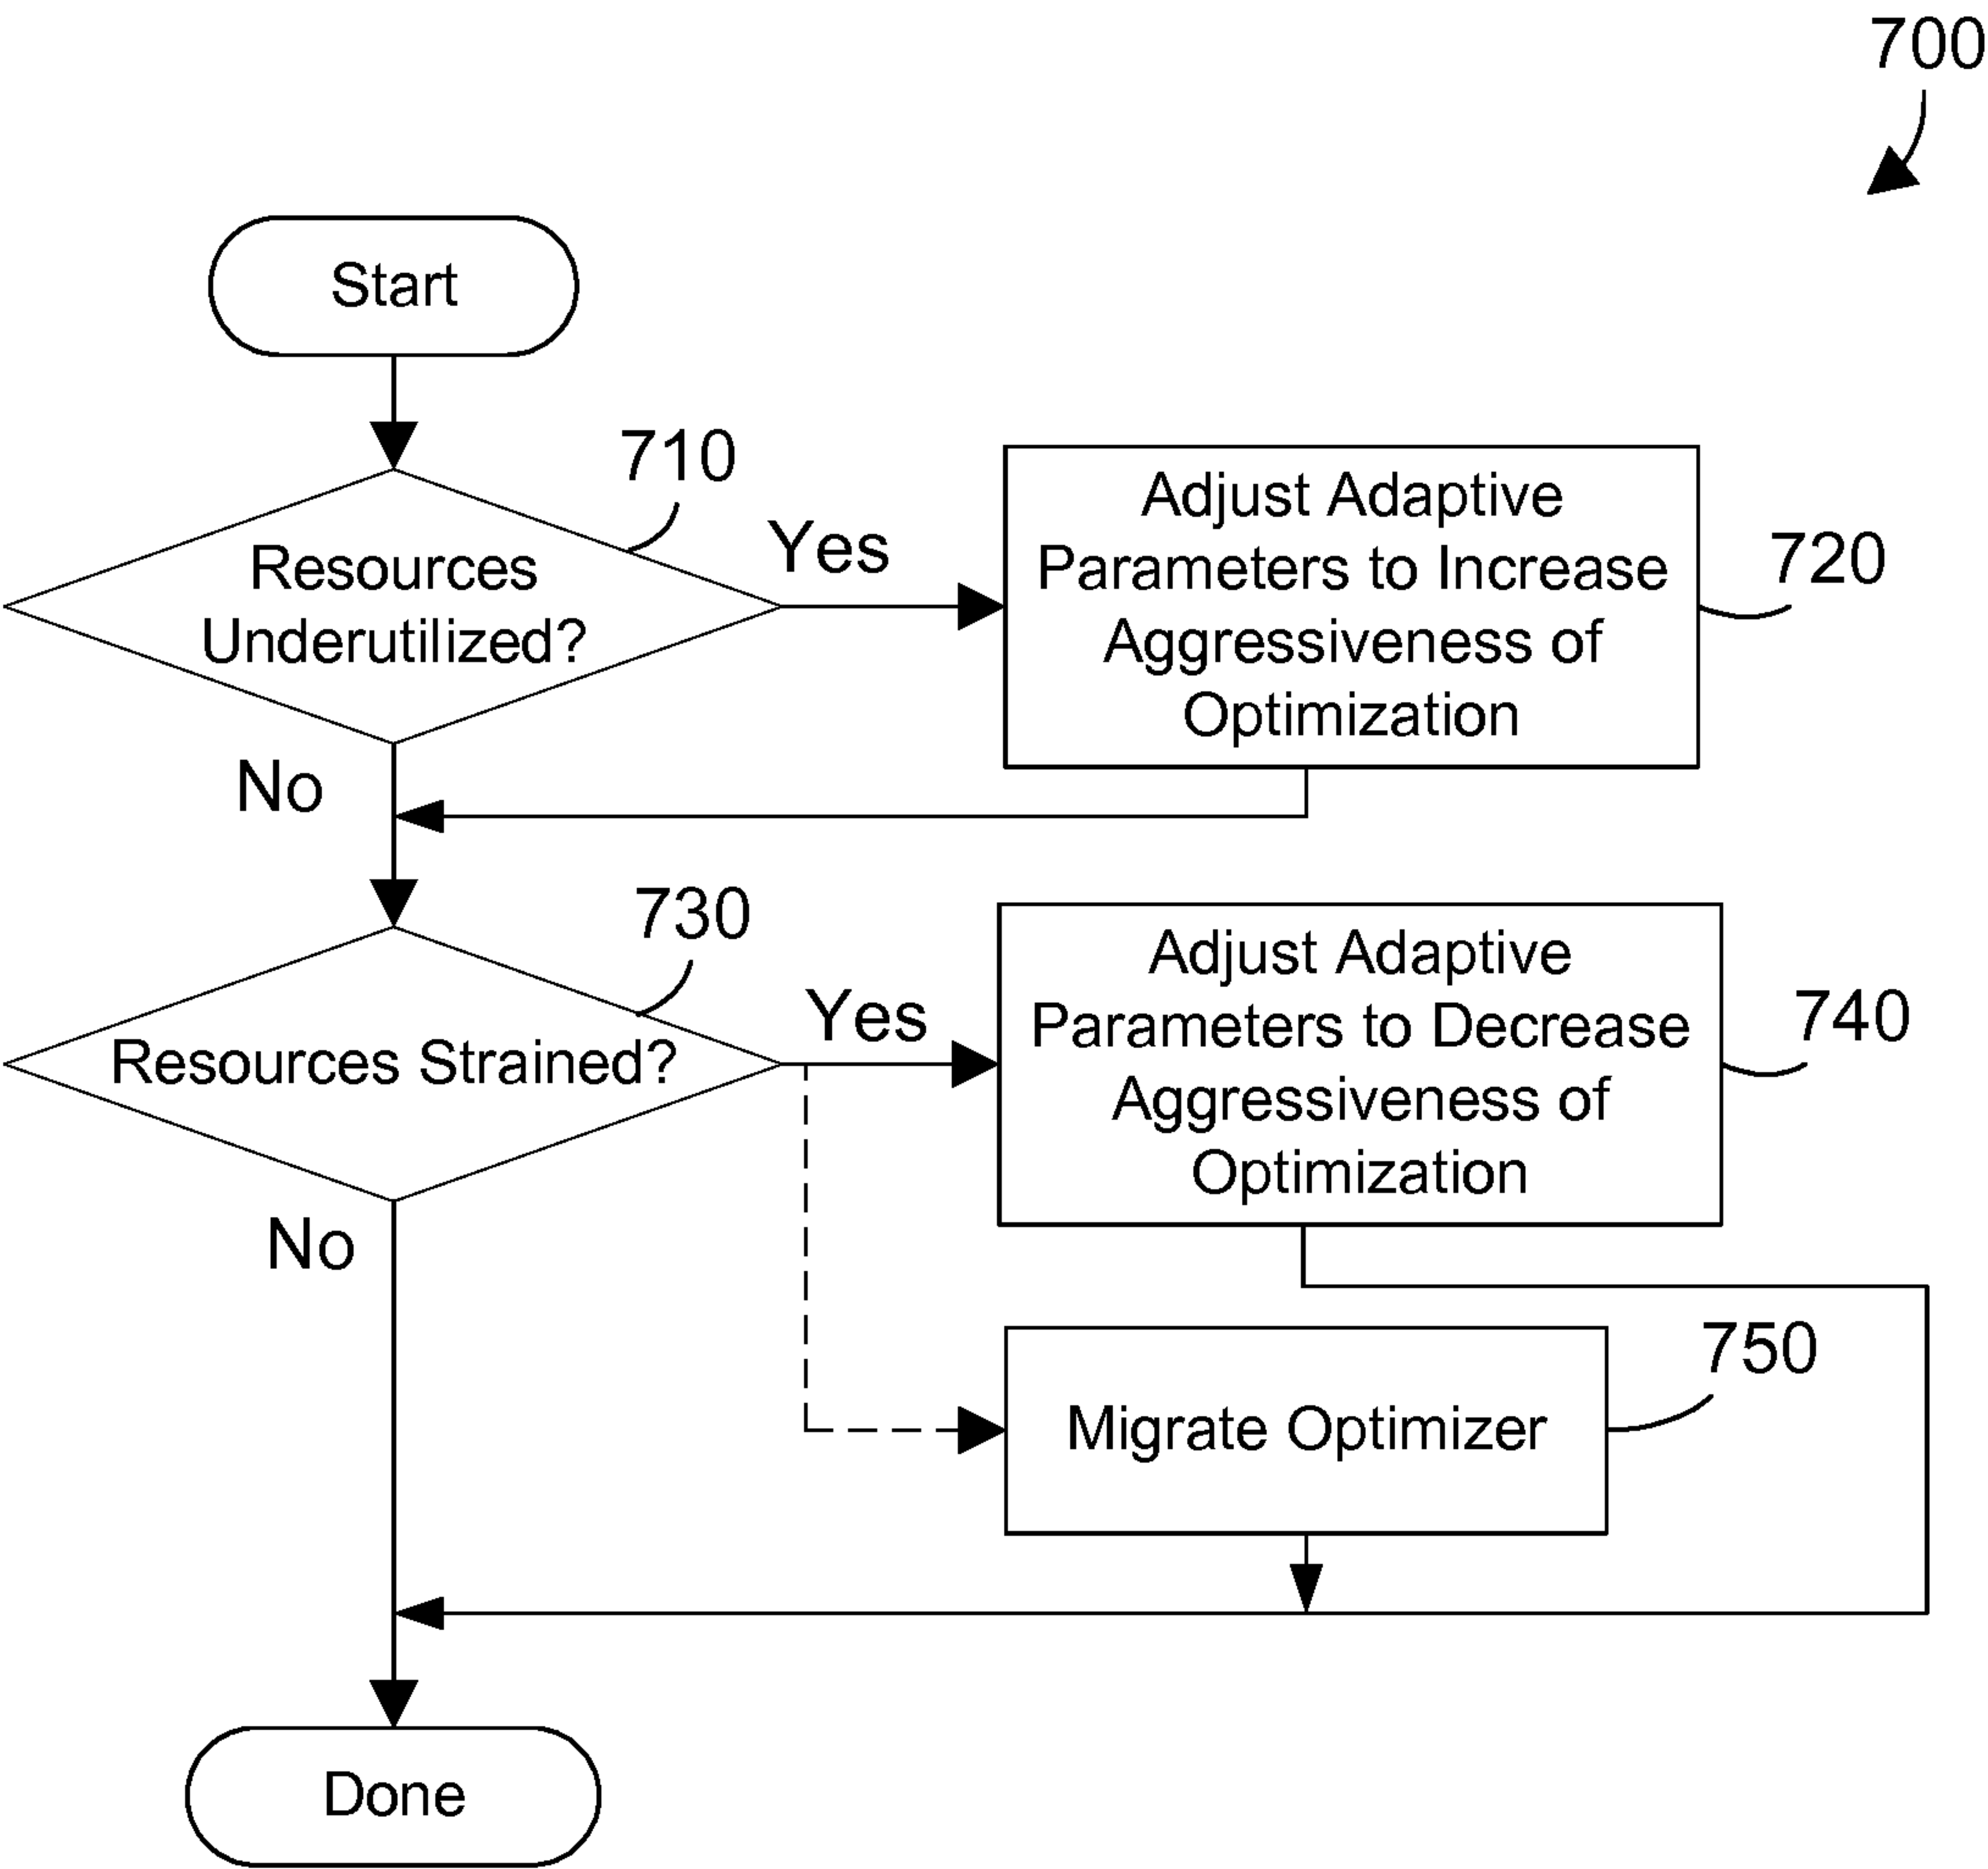 700
Start
710
Resources
Underutilized?
Yes
Adjust Adaptive
Parameters to Increase
Aggressiveness of
Optimization
720
No
730
Resources Strained?
Yes
Adjust Adaptive
Parameters to Decrease
Aggressiveness of
Optimization
740
No
Migrate Optimizer
750
Done